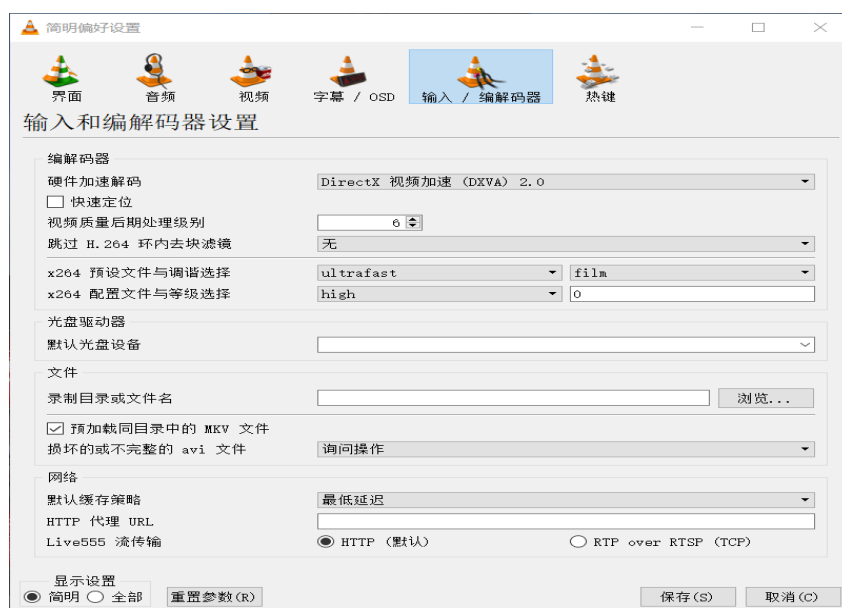 简明偏好设置
界面 音频 视频 字幕 / OSD 输入 / 编解码器 热键
输入和编解码器设置
编解码器
硬件加速解码 DirectX 视频加速 (DXVA) 2.0
快速定位
视频质量后期处理级别 6
跳过 H.264 环内去块滤镜 无
x264 预设文件与调谐选择 ultrafast film
x264 配置文件与等级选择 high 0
光盘驱动器
默认光盘设备
文件
录制目录或文件名 浏览...
预加载同目录中的 MKV 文件
损坏的或不完整的 avi 文件 询问操作
网络
默认缓存策略 最低延迟
HTTP 代理 URL
Live555 流传输 HTTP (默认) RTP over RTSP (TCP)
显示设置
简明 全部 重置参数(R) 保存(S) 取消(C)